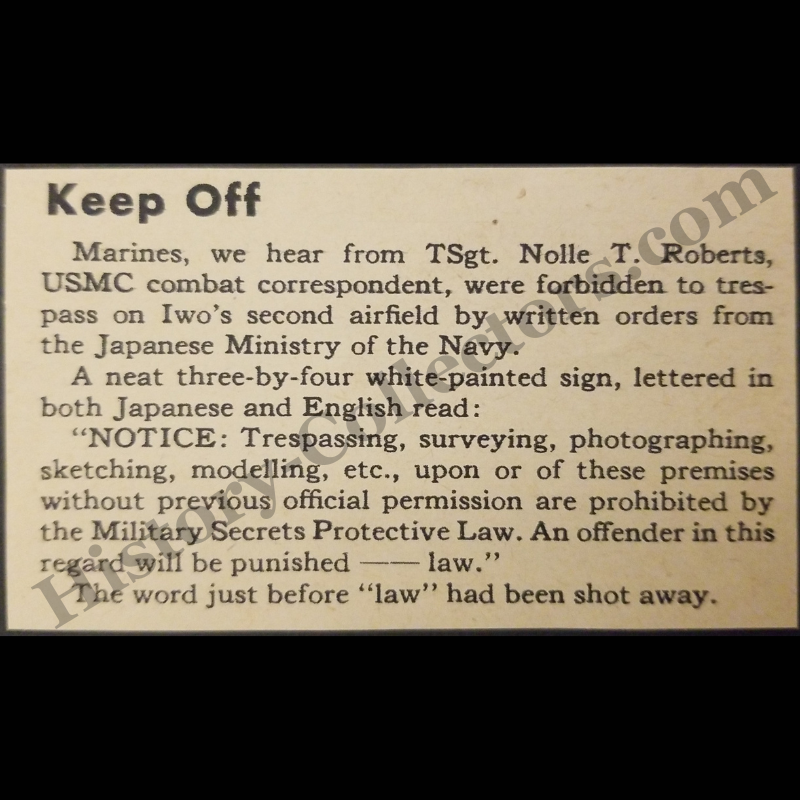 Keep Off
Marines, we hear from TSgt. Nolle T. Roberts,
USMC combat correspondent, were forbidden to tres-
pass on Iwo's second airfield by written orders from
the Japanese Ministry of the Navy.
A neat three-by-four white-painted sign, lettered in
both Japanese and English read:
"NOTICE: Trespassing, surveying, photographing,
sketching, modelling, etc., upon or of these premises
without previous official permission are prohibited by
the Military Secrets Protective Law. An offender in this
regard will be punished —— law."
The word just before "law" had been shot away.
History-Collectors.com